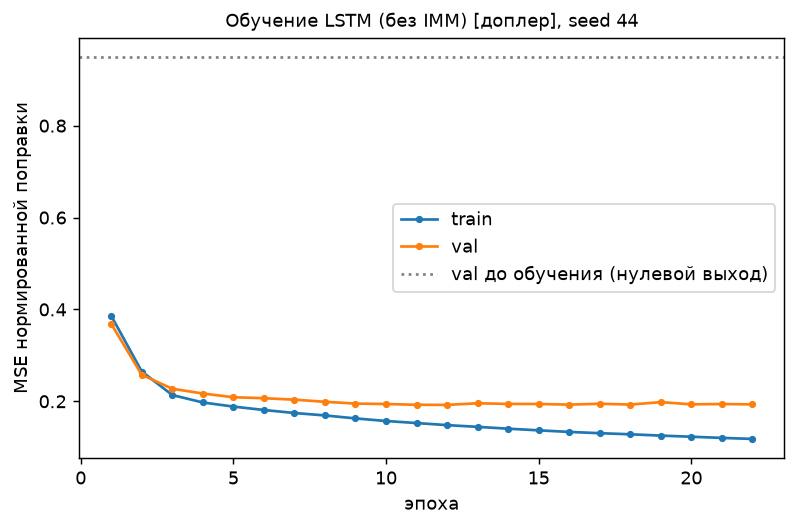 Обучение LSTM (без IMM) [доплер], seed 44
MSE нормированной поправки
0.8
0.6
0.4
0.2
train
val
val до обучения (нулевой выход)
0 5 10 15 20
эпоха